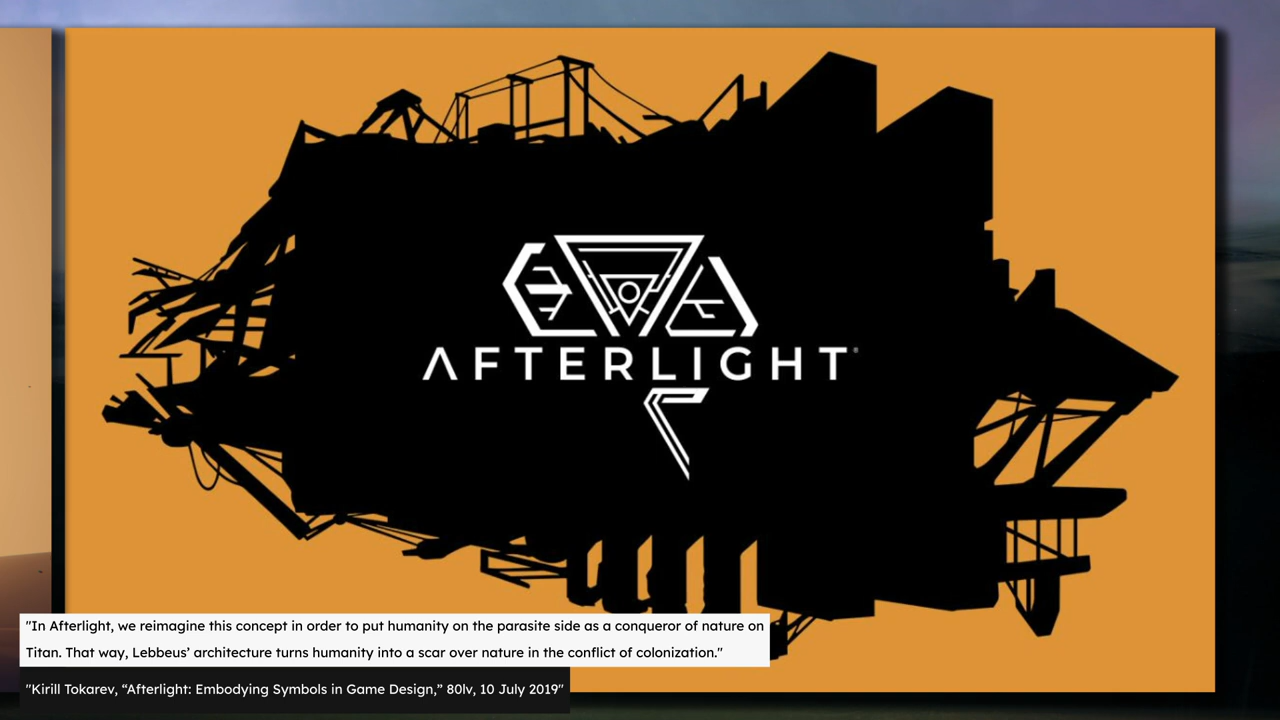 AFTERLIGHT®
"In Afterlight, we reimagine this concept in order to put humanity on the parasite side as a conqueror of nature on
Titan. That way, Lebbeus’ architecture turns humanity into a scar over nature in the conflict of colonization."
"Kirill Tokarev, “Afterlight: Embodying Symbols in Game Design,” 80lv, 10 July 2019"